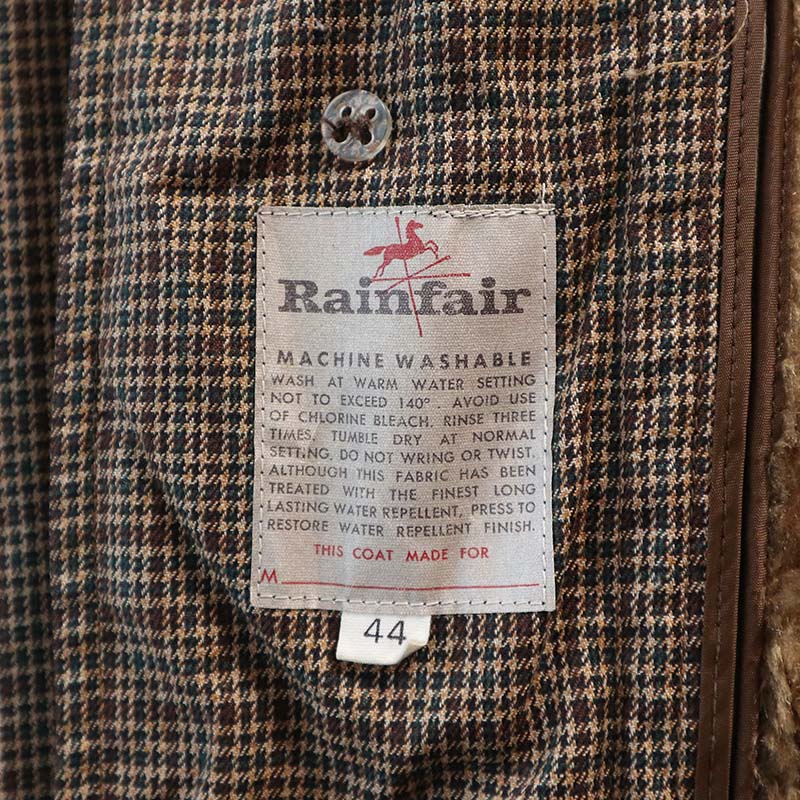 Rainfair
MACHINE WASHABLE
WASH AT WARM WATER SETTING
NOT TO EXCEED 140°. AVOID USE
OF CHLORINE BLEACH. RINSE THREE
TIMES. TUMBLE DRY AT NORMAL
SETTING. DO NOT WRING OR TWIST.
ALTHOUGH THIS FABRIC HAS BEEN
TREATED WITH THE FINEST LONG
LASTING WATER REPELLENT, PRESS TO
RESTORE WATER REPELLENT FINISH.
THIS COAT MADE FOR
M
44